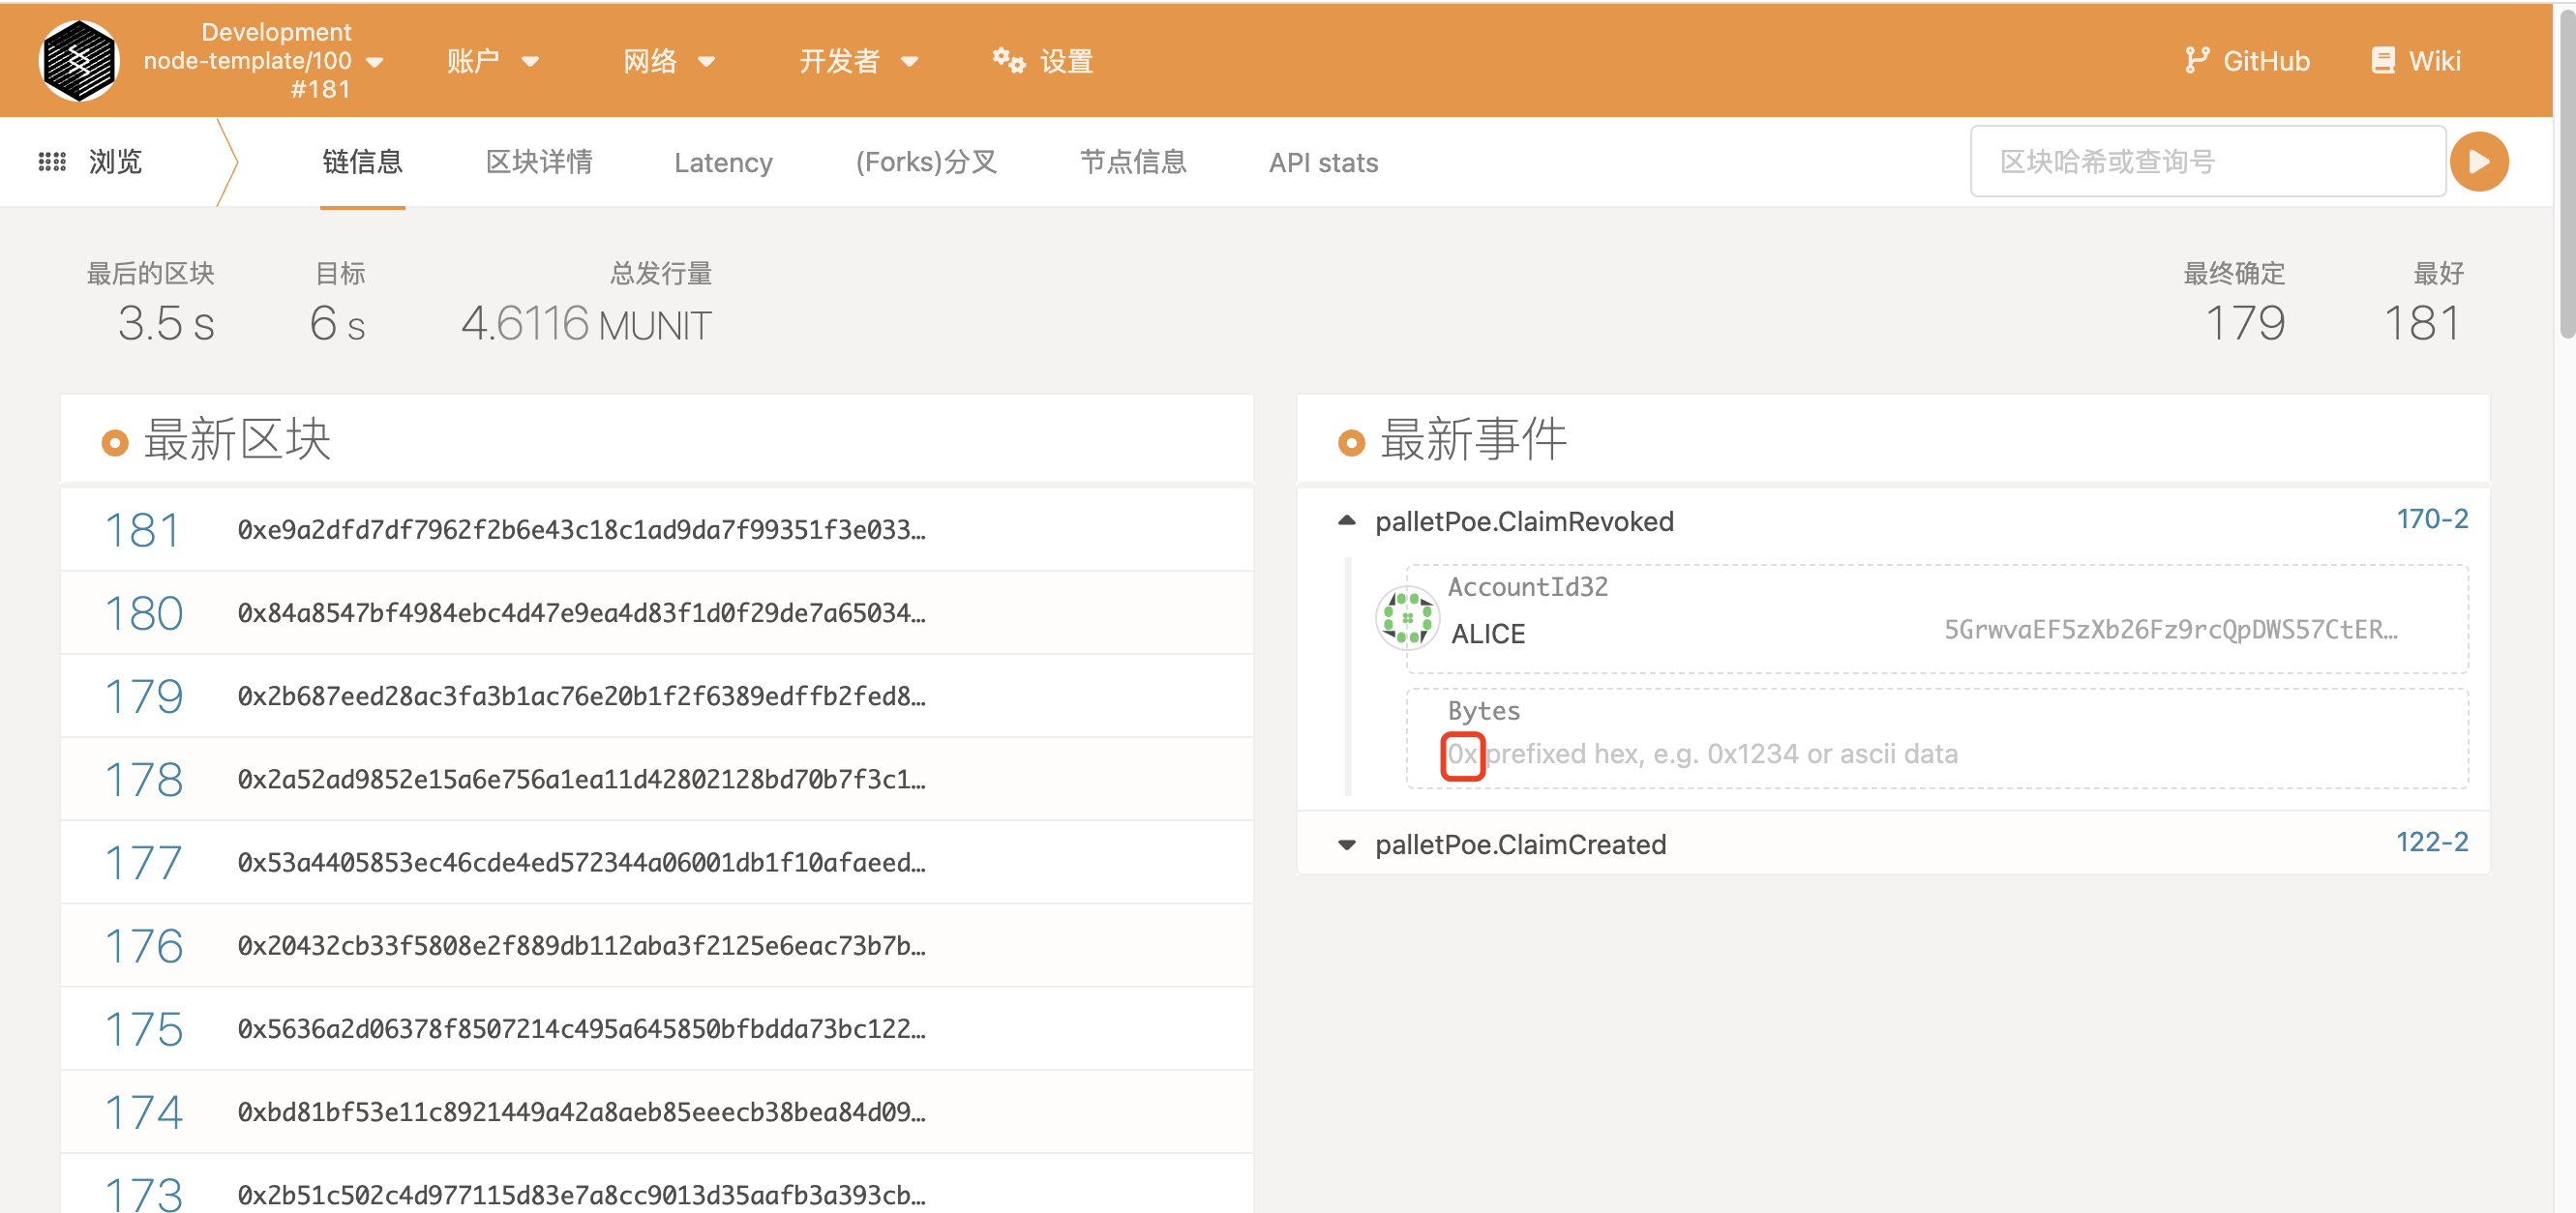 Development
node-template/100
#181
账户
网络
开发者
设置
GitHub
Wiki
浏览
链信息
区块详情
Latency
(Forks)分叉
节点信息
API stats
区块哈希或查询号
最后的区块
3.5 s
目标
6 s
总发行量
4.6116 MUNIT
最终确定
179
最好
181
最新区块
181 0xe9a2dfd7df7962f2b6e43c18c1ad9da7f99351f3e033…
180 0x84a8547bf4984ebc4d47e9ea4d83f1d0f29de7a65034…
179 0x2b687eed28ac3fa3b1ac76e20b1f2f6389edffb2fed8…
178 0x2a52ad9852e15a6e756a1ea11d42802128bd70b7f3c1…
177 0x53a4405853ec46cde4ed572344a06001db1f10afaeed…
176 0x20432cb33f5808e2f889db112aba3f2125e6eac73b7b…
175 0x5636a2d06378f8507214c495a645850bfbdda73bc122…
174 0xbd81bf53e11c8921449a42a8aeb85eeecb38bea84d09…
173 0x2b51c502c4d977115d83e7a8cc9013d35aafb3a393cb…
最新事件
palletPoe.ClaimRevoked 170-2
AccountId32
ALICE 5GrwvaEF5zXb26Fz9rcQpDWS57CtER…
Bytes
0x prefixed hex, e.g. 0x1234 or ascii data
palletPoe.ClaimCreated 122-2